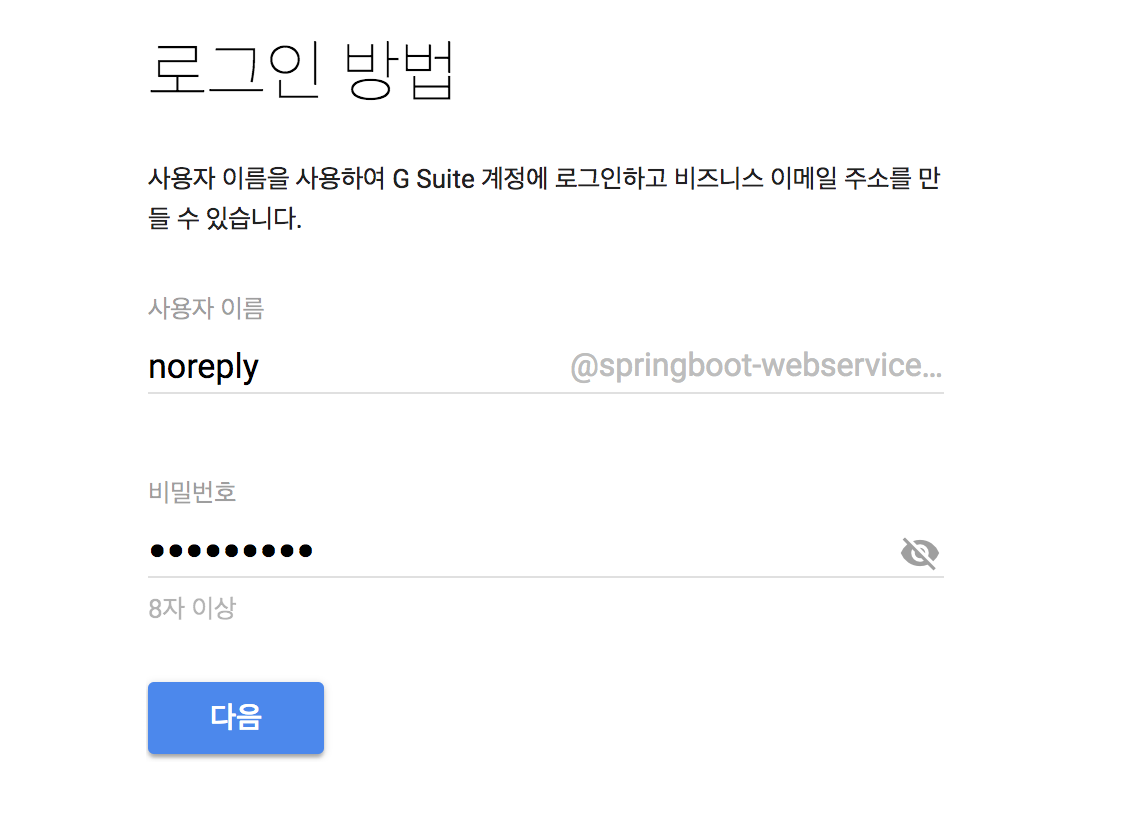 로그인 방법
사용자 이름을 사용하여 G Suite 계정에 로그인하고 비즈니스 이메일 주소를 만
들 수 있습니다.
사용자 이름
noreply @springboot-webservice...
비밀번호
•••••••••
8자 이상
다음